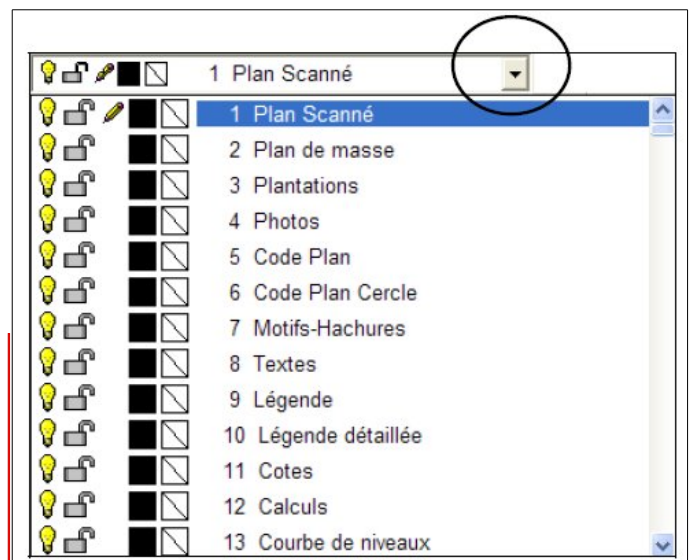 1 Plan Scanné
1 Plan Scanné
2 Plan de masse
3 Plantations
4 Photos
5 Code Plan
6 Code Plan Cercle
7 Motifs-Hachures
8 Textes
9 Légende
10 Légende détaillée
11 Cotes
12 Calculs
13 Courbe de niveaux